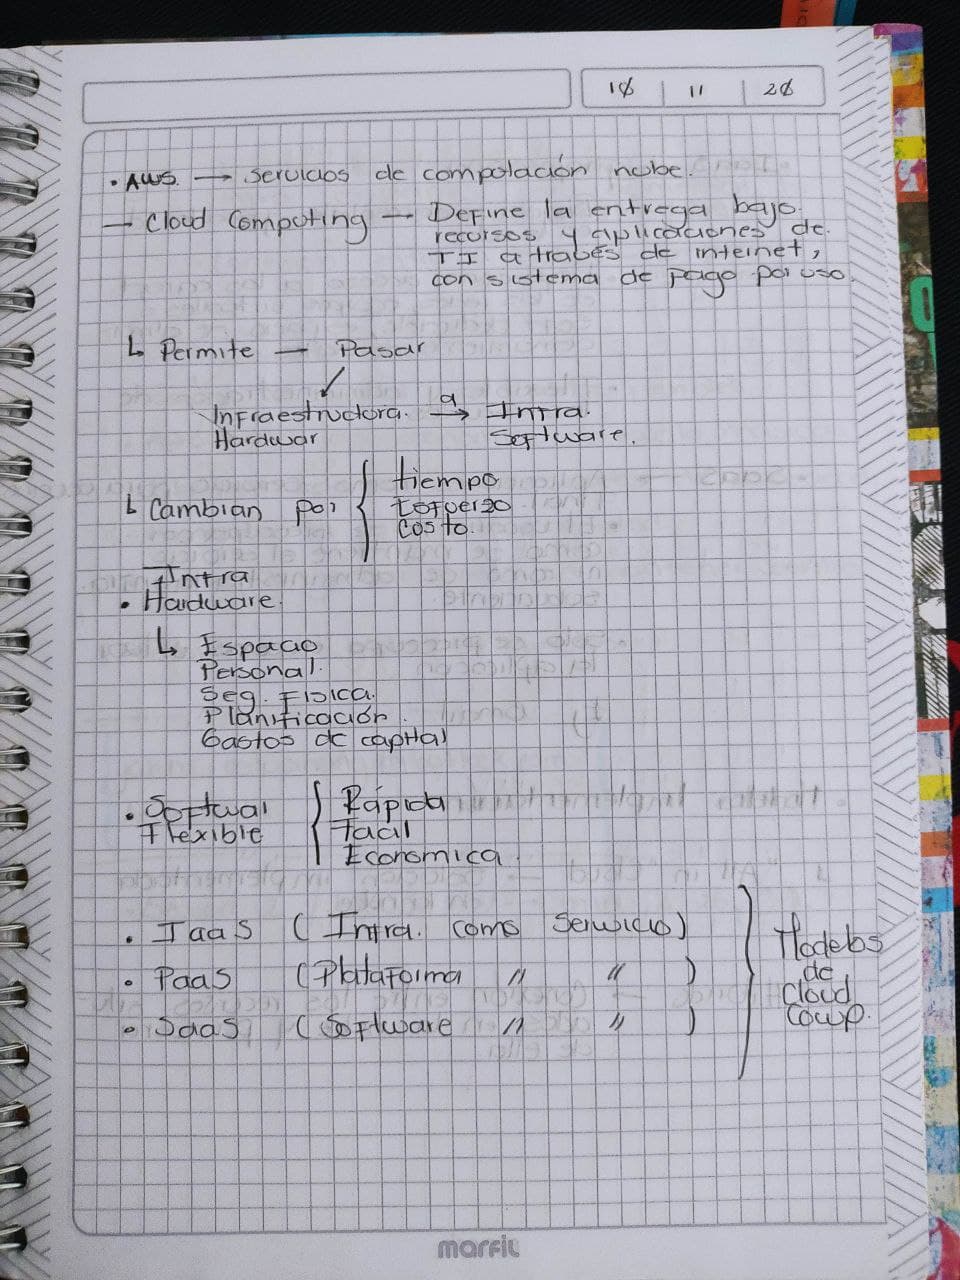 10 | 11 | 20
• AWS. → Servicios de computación nube.
— Cloud Computing — Define la entrega bajo
recursos y aplicaciones de
TI a trabés de internet,
con sistema de pago por uso.
↳ Permite — Pasar
Infraestructura. a → Infra.
Hardwar Software.
↳ Cambian por { tiempo
Esfuerzo
Costo.
Infra
• Hardware.
↳ Espacio
Personal.
Seg. Física.
Planificación.
Gastos de capital
• Softwar { Rápida
Flexible Facil
Economica.
• IaaS ( Infra. como Servicio)
• PaaS (Plataforma " " )
• SaaS (Software " " )
} Modelos
de
Cloud
Comp.
marfil